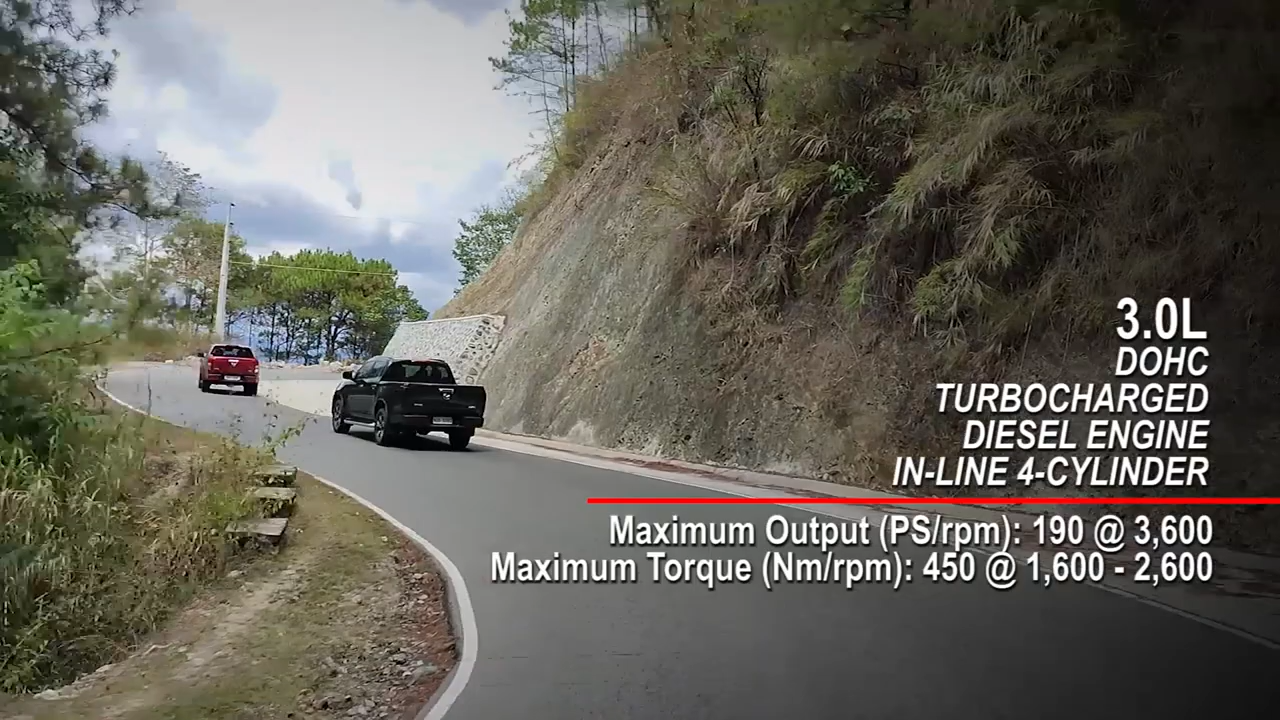 3.0L
DOHC
TURBOCHARGED
DIESEL ENGINE
IN-LINE 4-CYLINDER
Maximum Output (PS/rpm): 190 @ 3,600
Maximum Torque (Nm/rpm): 450 @ 1,600 - 2,600